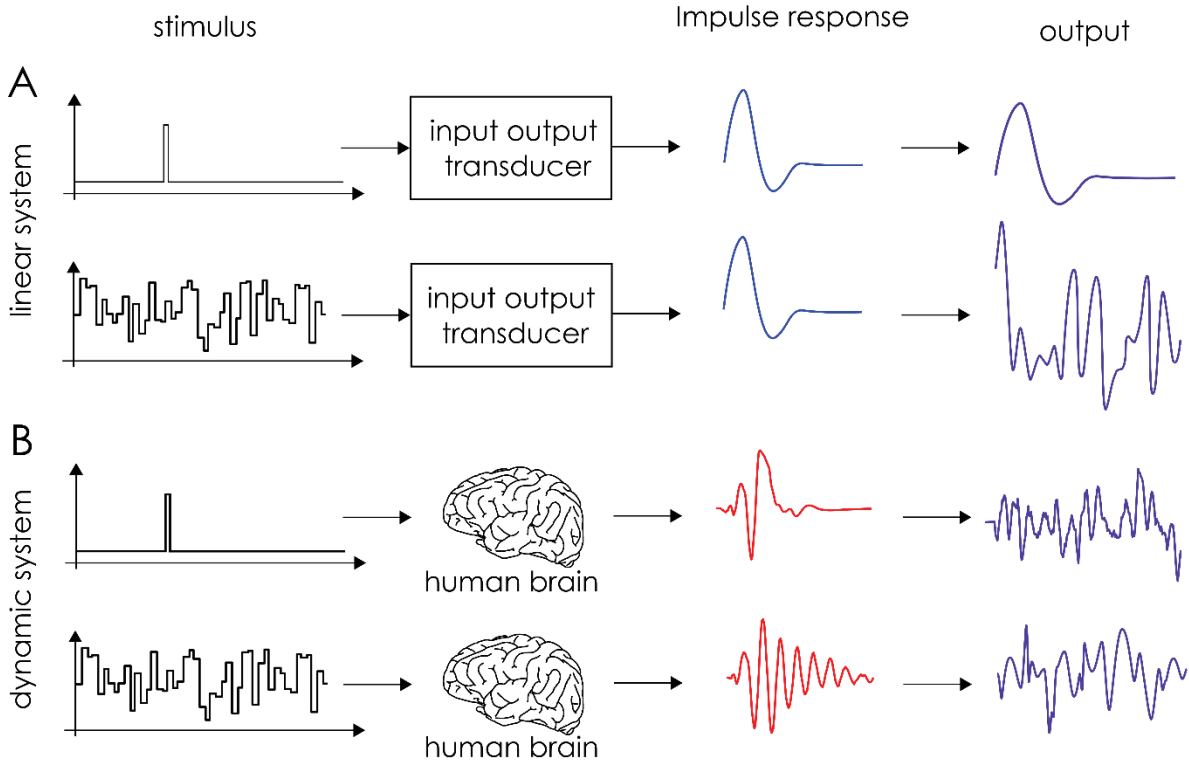 stimulus
Impulse response
output
A
linear system
input output
transducer
input output
transducer
B
dynamic system
human brain
human brain